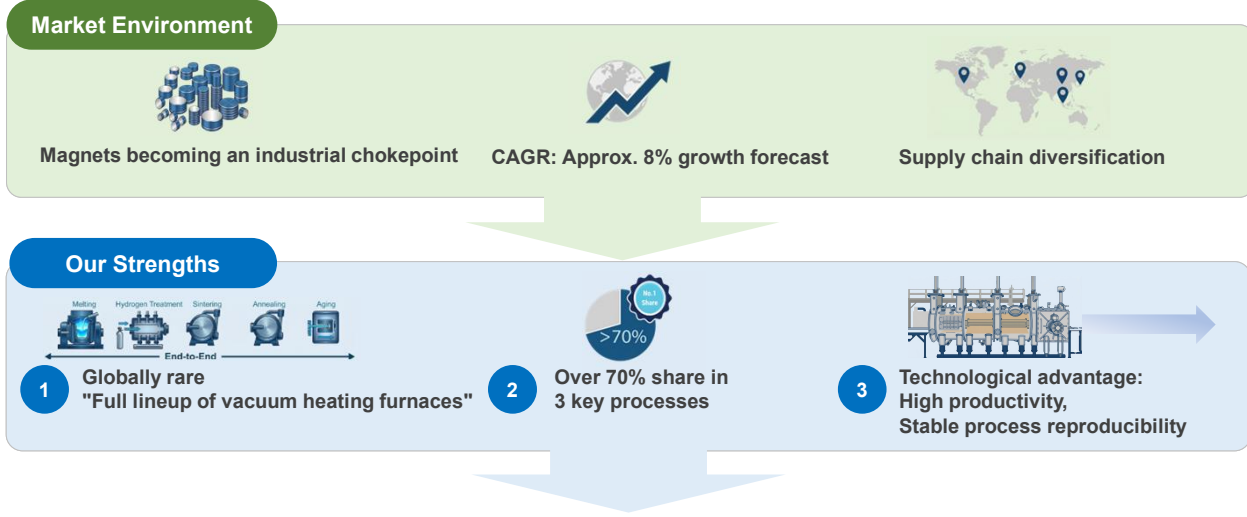 Market Environment
Magnets becoming an industrial chokepoint
CAGR: Approx. 8% growth forecast
Supply chain diversification
Our Strengths
Melting
Hydrogen Treatment
Sintering
Annealing
Aging
End-to-End
1
Globally rare
"Full lineup of vacuum heating furnaces"
No.1
Share
>70%
2
Over 70% share in
3 key processes
3
Technological advantage:
High productivity,
Stable process reproducibility